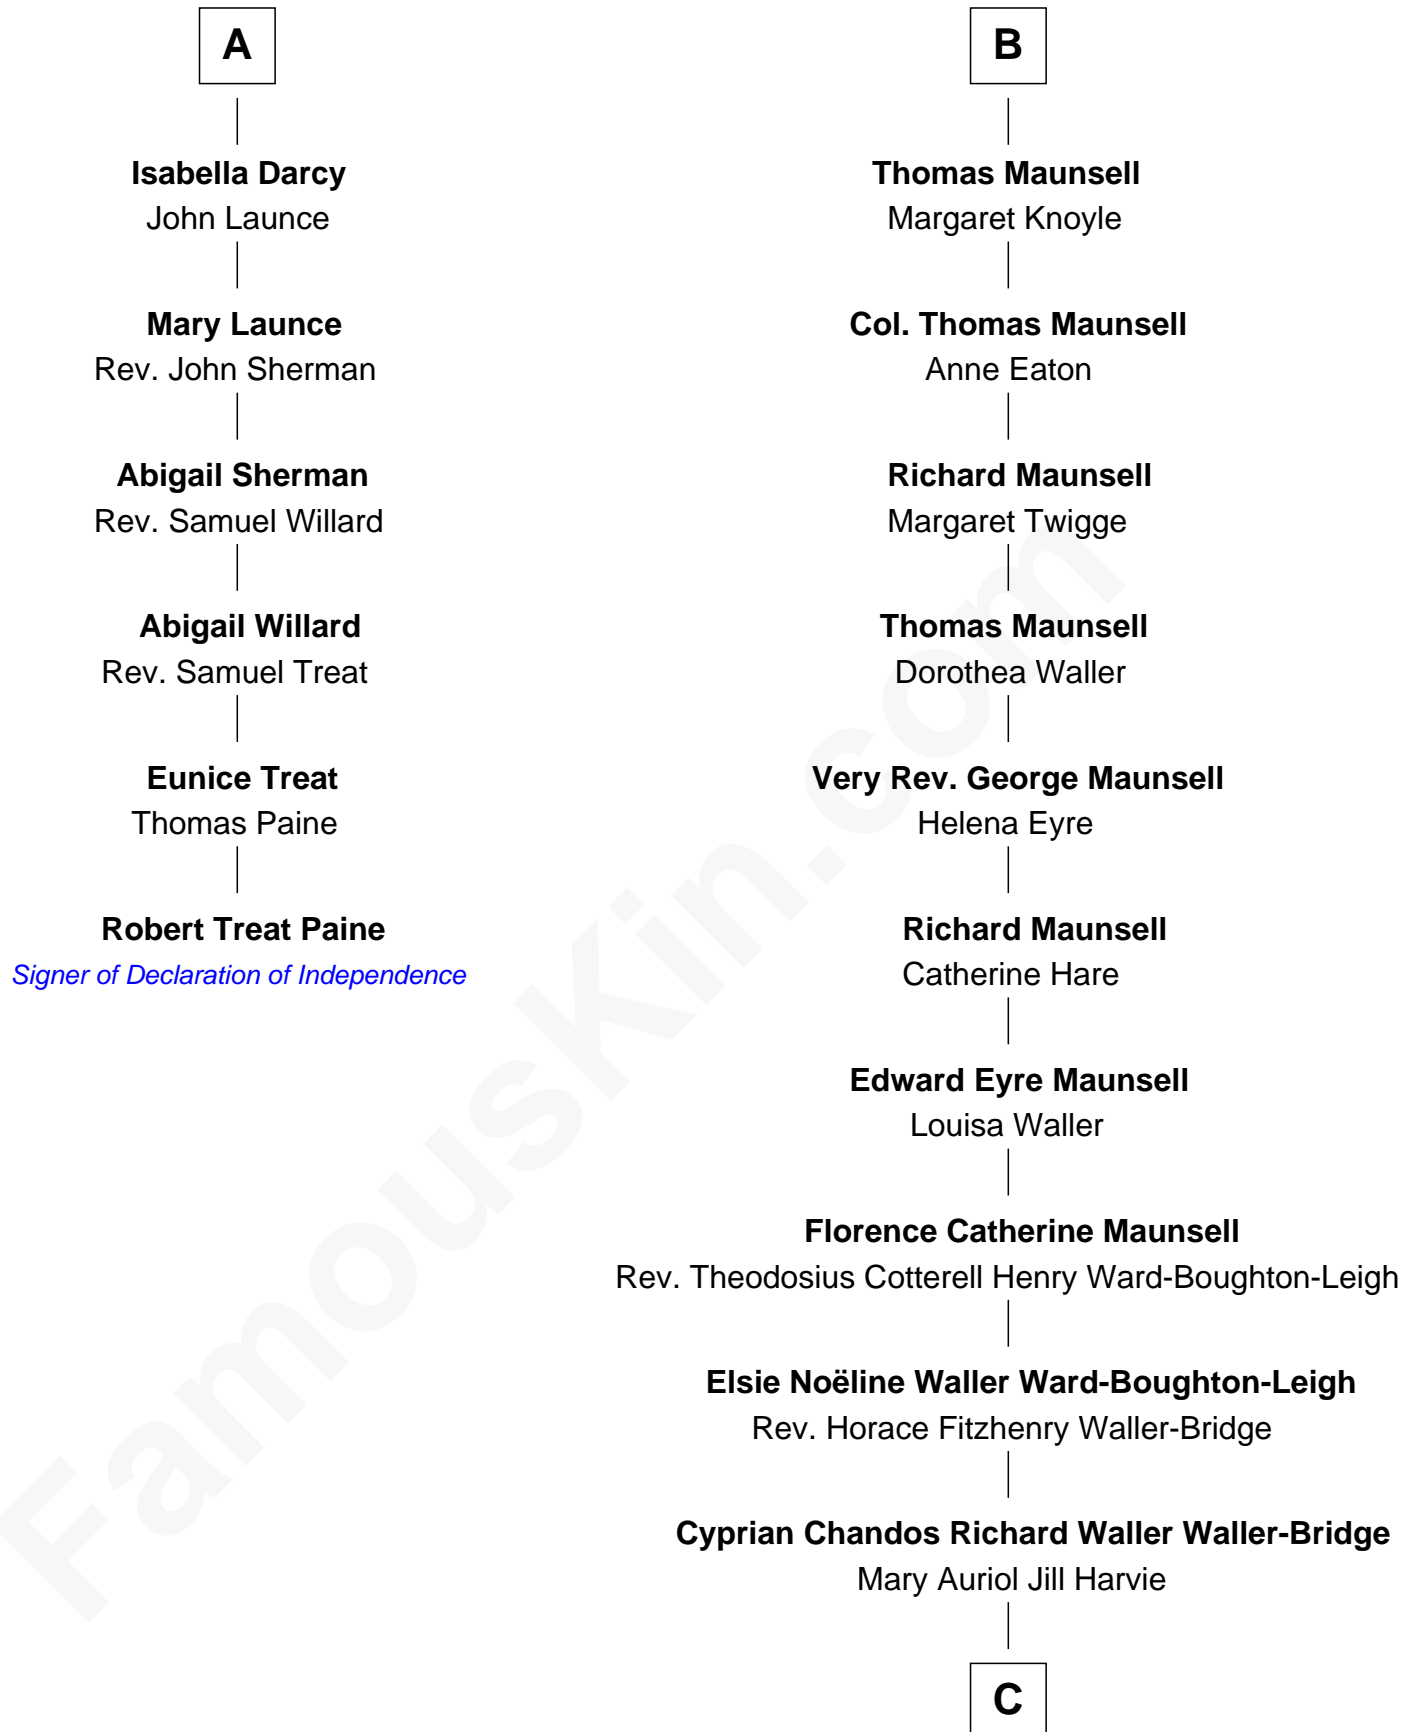 A
Isabella Darcy
John Launce
Mary Launce
Rev. John Sherman
Abigail Sherman
Rev. Samuel Willard
Abigail Willard
Rev. Samuel Treat
Eunice Treat
Thomas Paine
Robert Treat Paine
Signer of Declaration of Independence
B
Thomas Maunsell
Margaret Knoyle
Col. Thomas Maunsell
Anne Eaton
Richard Maunsell
Margaret Twigge
Thomas Maunsell
Dorothea Waller
Very Rev. George Maunsell
Helena Eyre
Richard Maunsell
Catherine Hare
Edward Eyre Maunsell
Louisa Waller
Florence Catherine Maunsell
Rev. Theodosius Cotterell Henry Ward-Boughton-Leigh
Elsie Noëline Waller Ward-Boughton-Leigh
Rev. Horace Fitzhenry Waller-Bridge
Cyprian Chandos Richard Waller Waller-Bridge
Mary Auriol Jill Harvie
C
FamousKin.com